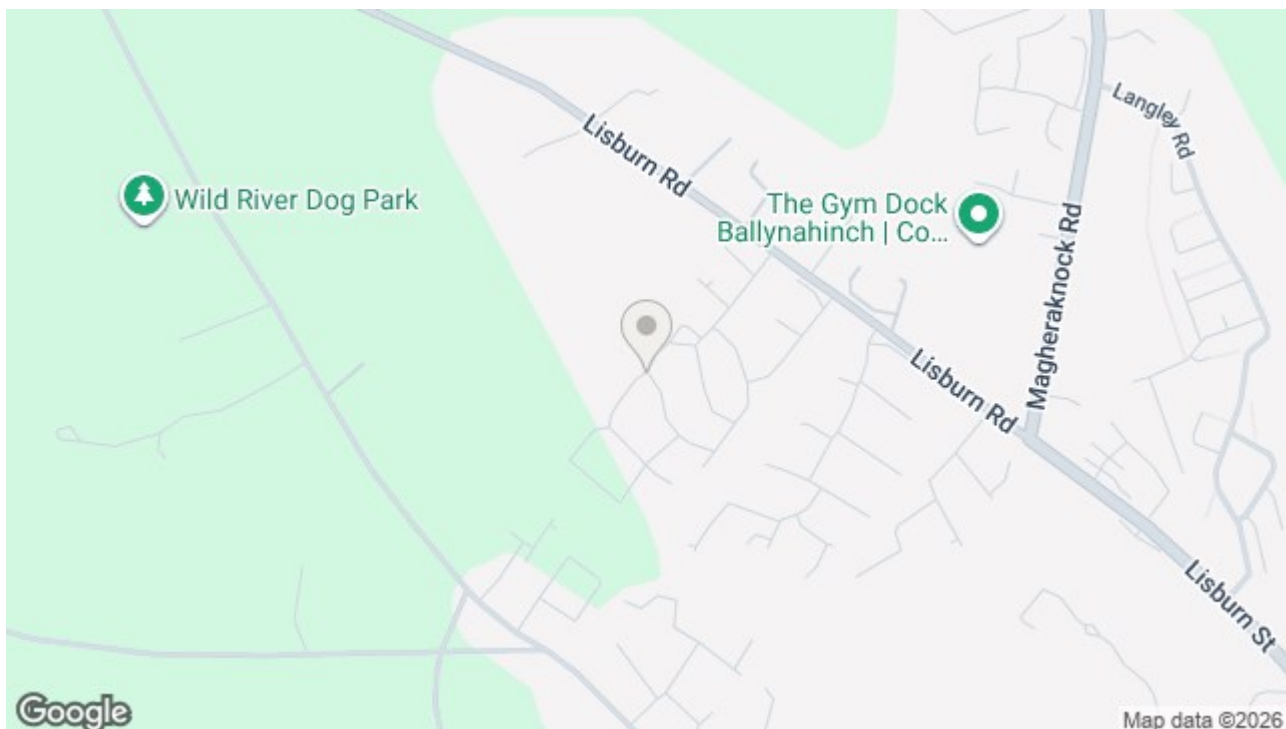 Langley Rd
Lisburn Rd
Wild River Dog Park
The Gym Dock
Ballynahinch | Co...
Magheraknock Rd
Lisburn Rd
Lisburn St
Google
Map data ©2026